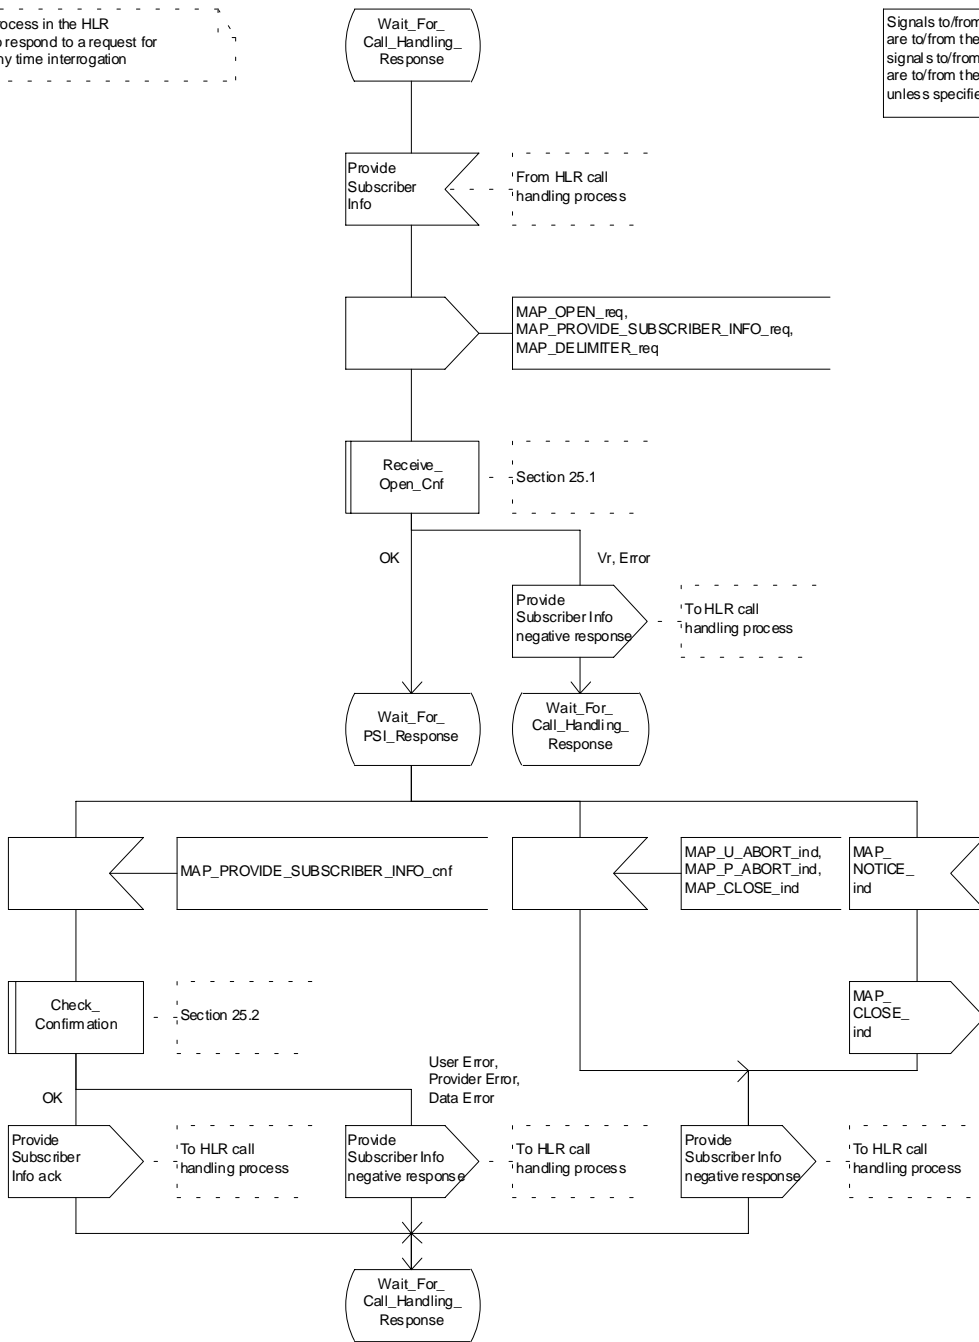 process in the HLR
to respond to a request for
any time interrogation
Wait_For_
Call_Handling_
Response
Signals to/from
are to/from the
signals to/from
are to/from the
unless specifie
Provide
Subscriber
Info
From HLR call
handling process
MAP_OPEN_req,
MAP_PROVIDE_SUBSCRIBER_INFO_req,
MAP_DELIMITER_req
Receive_
Open_Cnf
Section 25.1
OK
Vr, Error
Provide
Subscriber Info
negative response
To HLR call
handling process
Wait_For_
PSI_Response
Wait_For_
Call_Handling_
Response
MAP_PROVIDE_SUBSCRIBER_INFO_cnf
MAP_U_ABORT_ind,
MAP_P_ABORT_ind,
MAP_CLOSE_ind
MAP_
NOTICE_
ind
Check_
Confirmation
Section 25.2
MAP_
CLOSE_
ind
OK
User Error,
Provider Error,
Data Error
Provide
Subscriber
Info ack
To HLR call
handling process
Provide
Subscriber Info
negative response
To HLR call
handling process
Provide
Subscriber Info
negative response
To HLR call
handling process
Wait_For_
Call_Handling_
Response